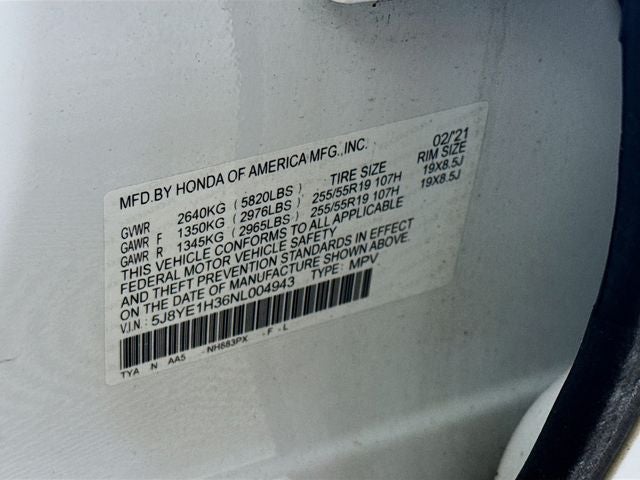 MFD.BY HONDA OF AMERICA MFG.,INC. 02/'21
TIRE SIZE RIM SIZE
GVWR 2640KG (5820LBS)
GAWR F 1350KG (2976LBS) 255/55R19 107H 19X8.5J
GAWR R 1345KG (2965LBS) 255/55R19 107H 19X8.5J
THIS VEHICLE CONFORMS TO ALL APPLICABLE
FEDERAL MOTOR VEHICLE SAFETY
AND THEFT PREVENTION STANDARDS IN EFFECT
ON THE DATE OF MANUFACTURE SHOWN ABOVE.
V.I.N.: 5J8YE1H36NL004943 TYPE: MPV
TYA N AA5 NH883PX - F - L